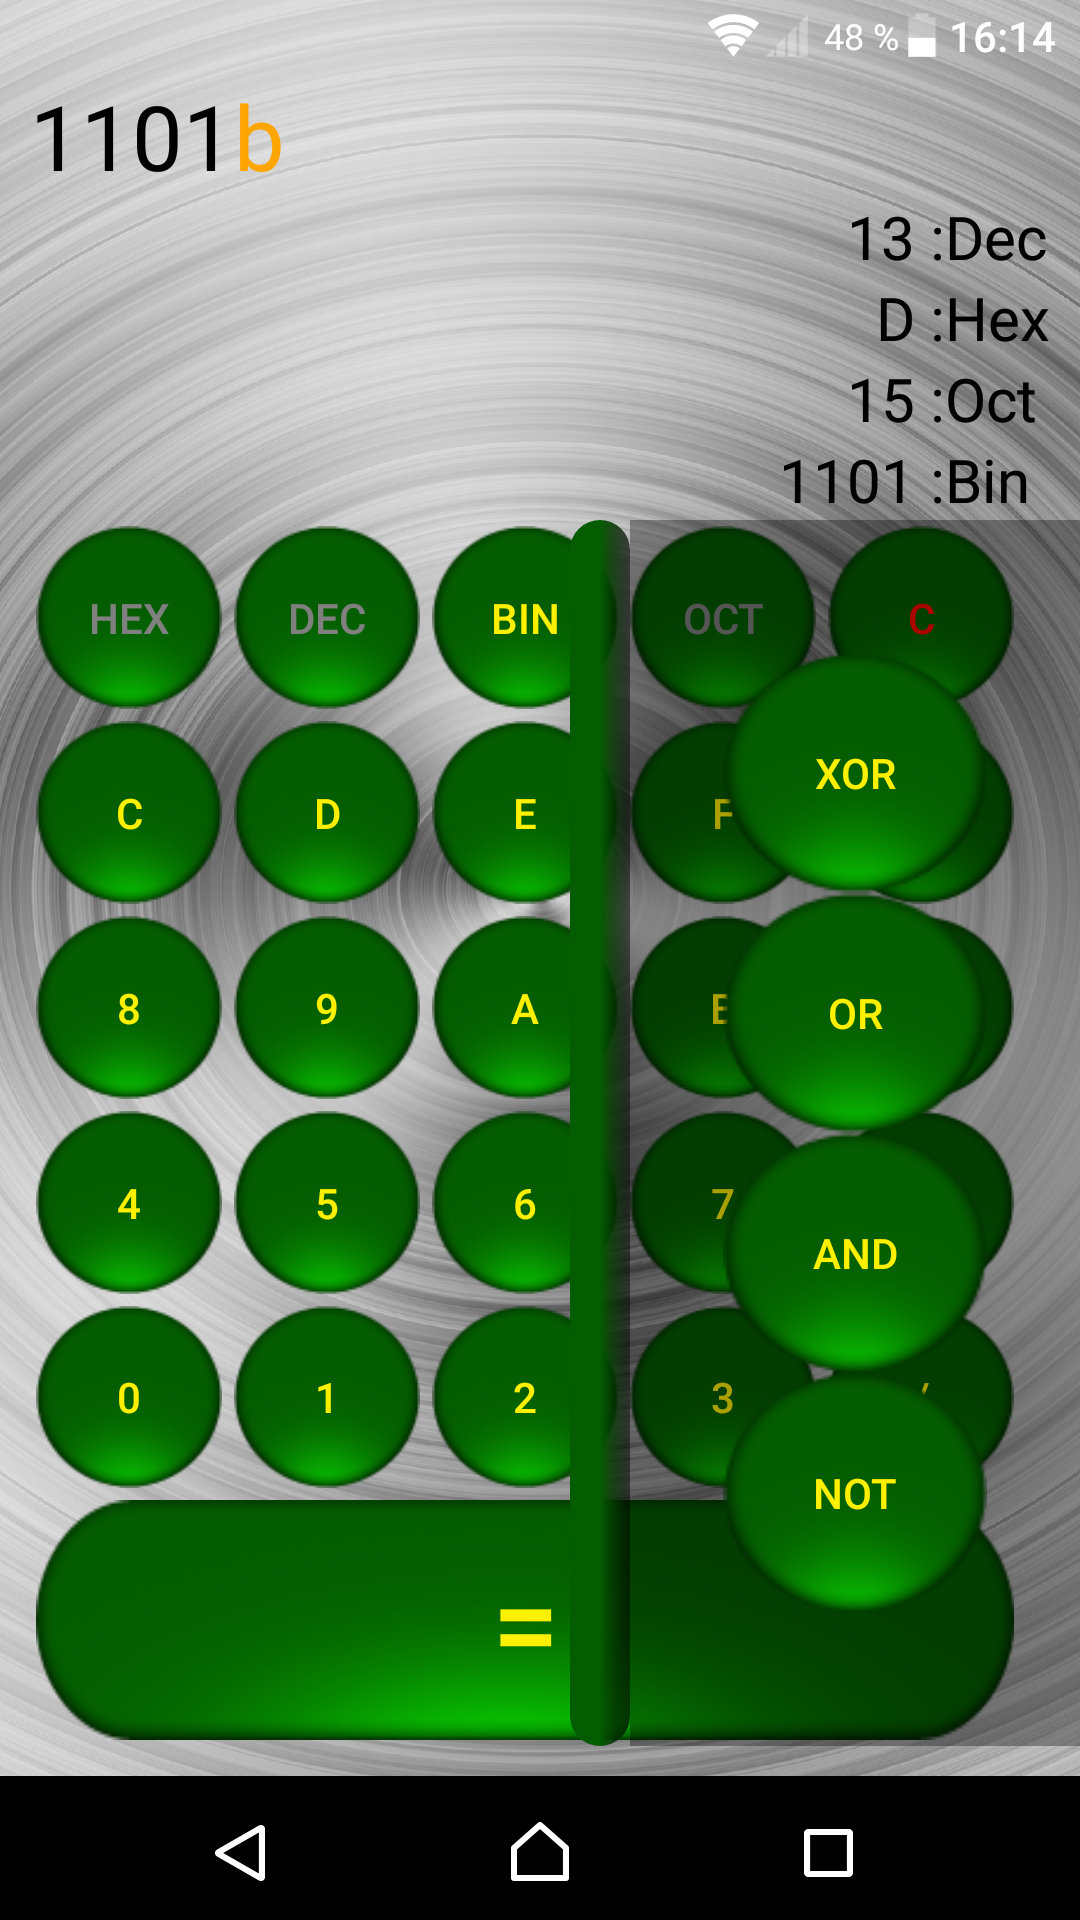 48 % 16:14
1101b
13 :Dec
D :Hex
15 :Oct
1101 :Bin
HEX DEC BIN OCT C
XOR
C D E F
OR
8 9 A
AND
4 5 6 7
0 1 2 3
NOT
=